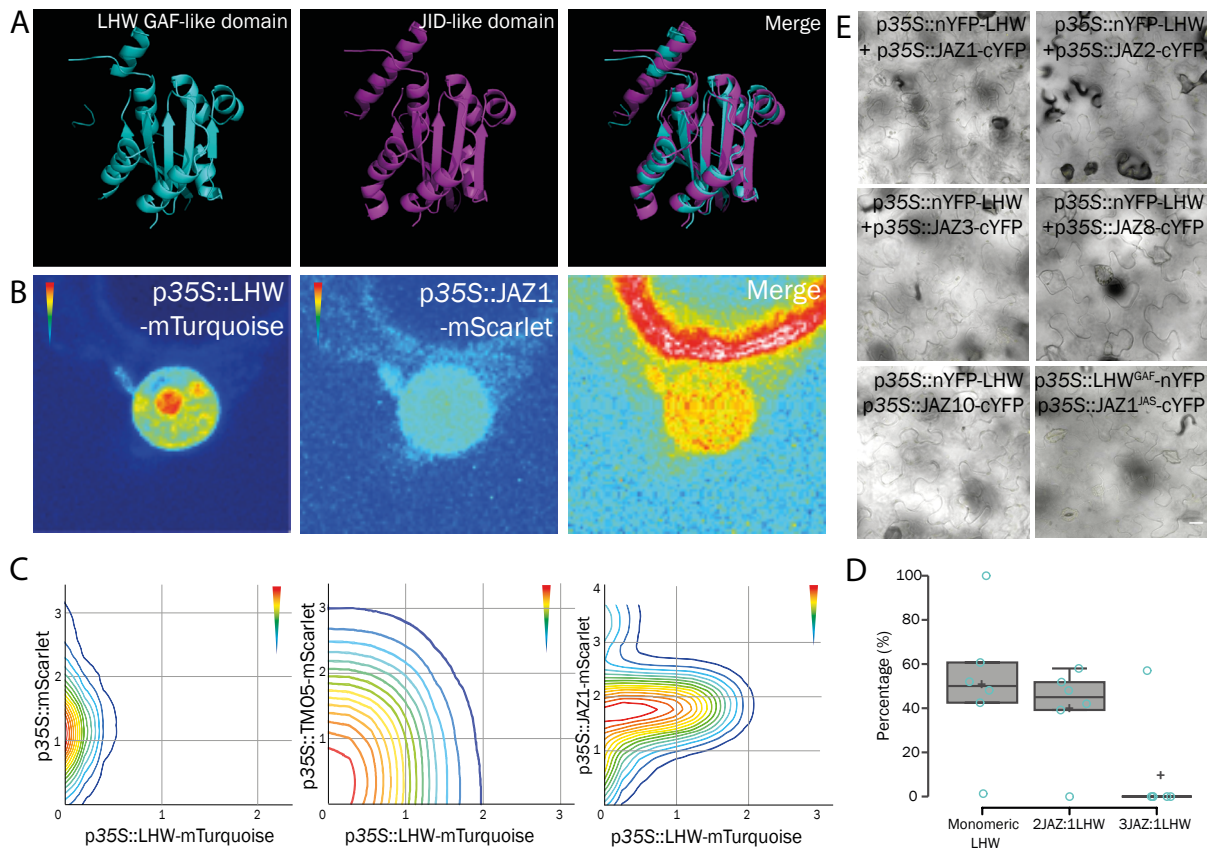 A
LHW GAF-like domain
JID-like domain
Merge
B
p35S::LHW
-mTurquoise
p35S::JAZ1
-mScarlet
Merge
C
p35S::mScarlet
3
2
1
0
1
2
p35S::LHW-mTurquoise
p35S::TMO5-mScarlet
3
2
1
0
1
2
3
p35S::LHW-mTurquoise
p35S::JAZ1-mScarlet
4
3
2
1
0
0
1
2
3
p35S::LHW-mTurquoise
E
p35S::nYFP-LHW
+ p35S::JAZ1-cYFP
p35S::nYFP-LHW
+p35S::JAZ2-cYFP
p35S::nYFP-LHW
+p35S::JAZ3-cYFP
p35S::nYFP-LHW
+p35S::JAZ8-cYFP
p35S::nYFP-LHW
p35S::JAZ10-cYFP
p35S::LHWGAF-nYFP
p35S::JAZ1JAS-cYFP
D
Percentage (%)
100
80
60
40
20
0
Monomeric
LHW
2JAZ:1LHW
3JAZ:1LHW